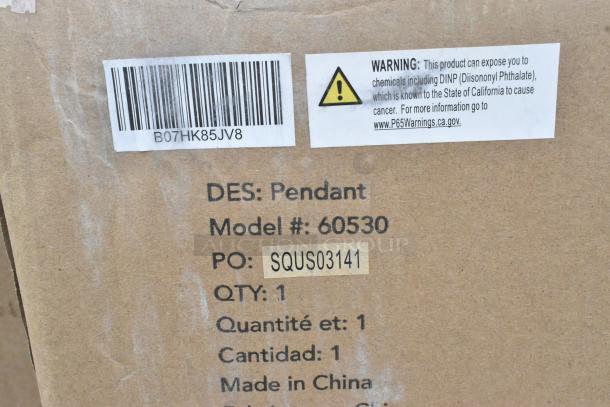 B07HK85JV8
WARNING: This product can expose you to
chemicals including DINP (Diisononyl Phthalate),
which is known to the State of California to cause
cancer. For more information go to
www.P65Warnings.ca.gov.
DES: Pendant
Model #: 60530
AUCTION GROUP
PO: SQUS03141
QTY: 1
Quantité et: 1
Cantidad: 1
Made in China